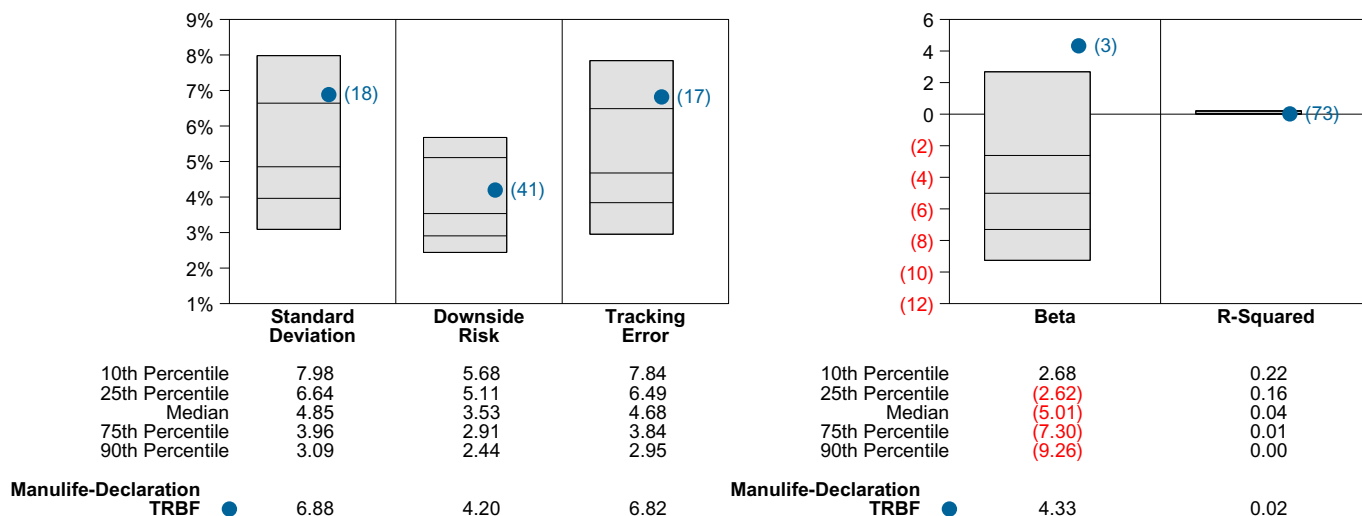 9%
8%
7%
6%
5%
4%
3%
2%
1%
(18)
(41)
(17)
Standard
Deviation
Downside
Risk
Tracking
Error
10th Percentile 7.98 5.68 7.84
25th Percentile 6.64 5.11 6.49
Median 4.85 3.53 4.68
75th Percentile 3.96 2.91 3.84
90th Percentile 3.09 2.44 2.95
Manulife-Declaration
TRBF 6.88 4.20 6.82
6
4
2
0
(2)
(4)
(6)
(8)
(10)
(12)
(3)
(73)
Beta R-Squared
10th Percentile 2.68 0.22
25th Percentile (2.62) 0.16
Median (5.01) 0.04
75th Percentile (7.30) 0.01
90th Percentile (9.26) 0.00
Manulife-Declaration
TRBF 4.33 0.02